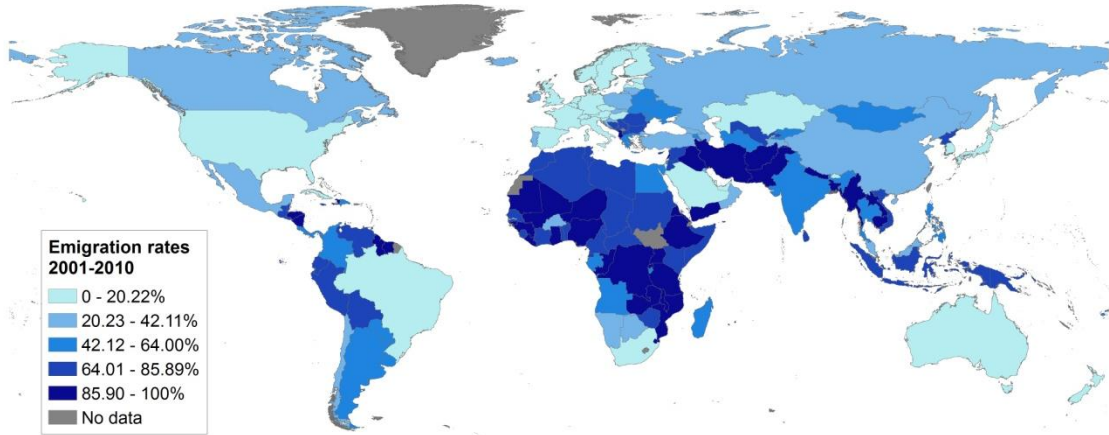 Emigration rates
2001-2010
0 - 20.22%
20.23 - 42.11%
42.12 - 64.00%
64.01 - 85.89%
85.90 - 100%
No data